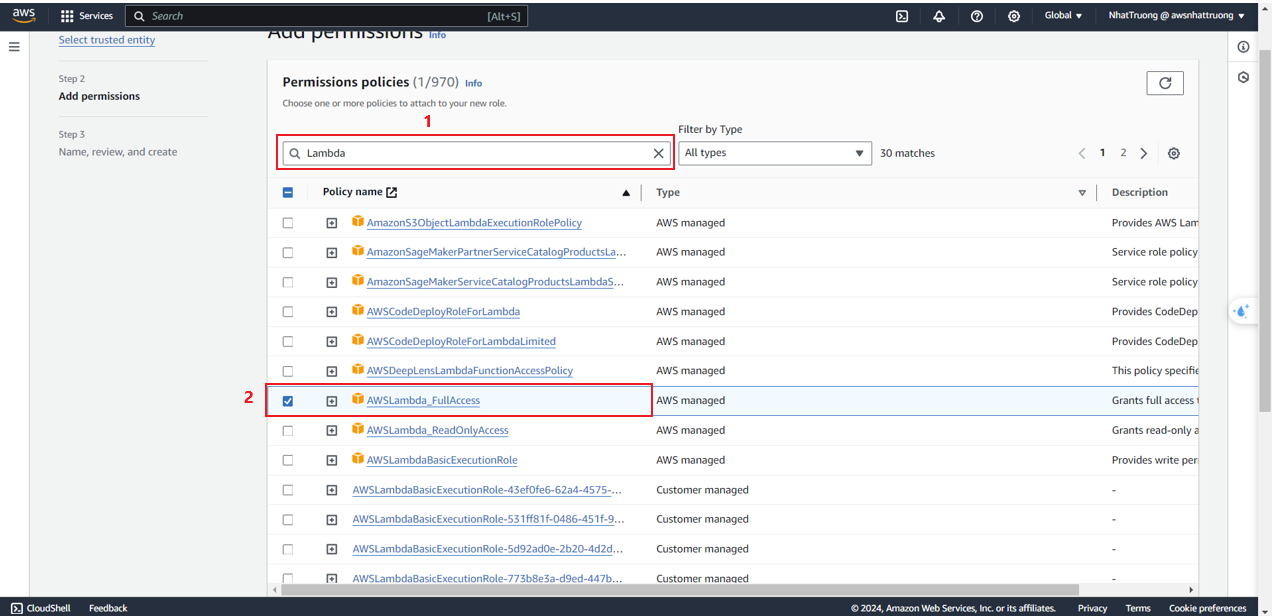 aws Services Search [Alt+S] Global NhatTruong @ awsnhattruong
Select trusted entity
Step 2
Add permissions
Step 3
Name, review, and create
Add permissions Info
Permissions policies (1/970) Info
Choose one or more policies to attach to your new role.
1
Filter by Type
Lambda All types 30 matches 1 2
Policy name Type Description
AmazonS3ObjectLambdaExecutionRolePolicy AWS managed Provides AWS Lam
AmazonSageMakerPartnerServiceCatalogProductsLa... AWS managed Service role policy
AmazonSageMakerServiceCatalogProductsLambdaS... AWS managed Service role policy
AWSCodeDeployRoleForLambda AWS managed Provides CodeDep
AWSCodeDeployRoleForLambdaLimited AWS managed Provides CodeDep
AWSDeepLensLambdaFunctionAccessPolicy AWS managed This policy specifie
2 AWSLambda_FullAccess AWS managed Grants full access t
AWSLambda_ReadOnlyAccess AWS managed Grants read-only a
AWSLambdaBasicExecutionRole AWS managed Provides write per
AWSLambdaBasicExecutionRole-43ef0fe6-62a4-4575-... Customer managed -
AWSLambdaBasicExecutionRole-531ff81f-0486-451f-9... Customer managed -
AWSLambdaBasicExecutionRole-5d92ad0e-2b20-4d2d... Customer managed -
AWSLambdaBasicExecutionRole-773b8e3a-d9ed-447b... Customer managed -
CloudShell Feedback © 2024, Amazon Web Services, Inc. or its affiliates. Privacy Terms Cookie preferences